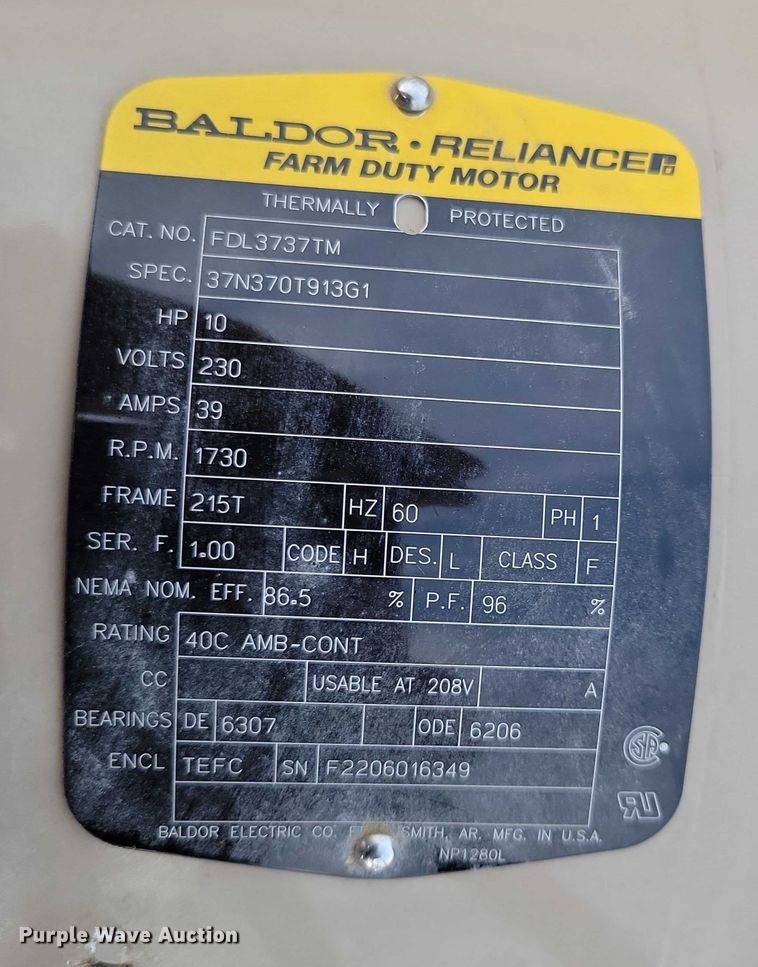 BALDOR • RELIANCE
FARM DUTY MOTOR
THERMALLY PROTECTED
CAT. NO. FDL3737TM
SPEC. 37N370T913G1
HP 10
VOLTS 230
AMPS 39
R.P.M. 1730
FRAME 215T HZ 60 PH 1
SER. F. 1.00 CODE H DES. L CLASS F
NEMA NOM. EFF. 86.5 % P.F. 96 %
RATING 40C AMB-CONT
CC USABLE AT 208V A
BEARINGS DE 6307 ODE 6206
ENCL TEFC SN F2206016349
BALDOR ELECTRIC CO. SMITH, AR. MFG. IN U.S.A.
NP1280L
Purple Wave Auction